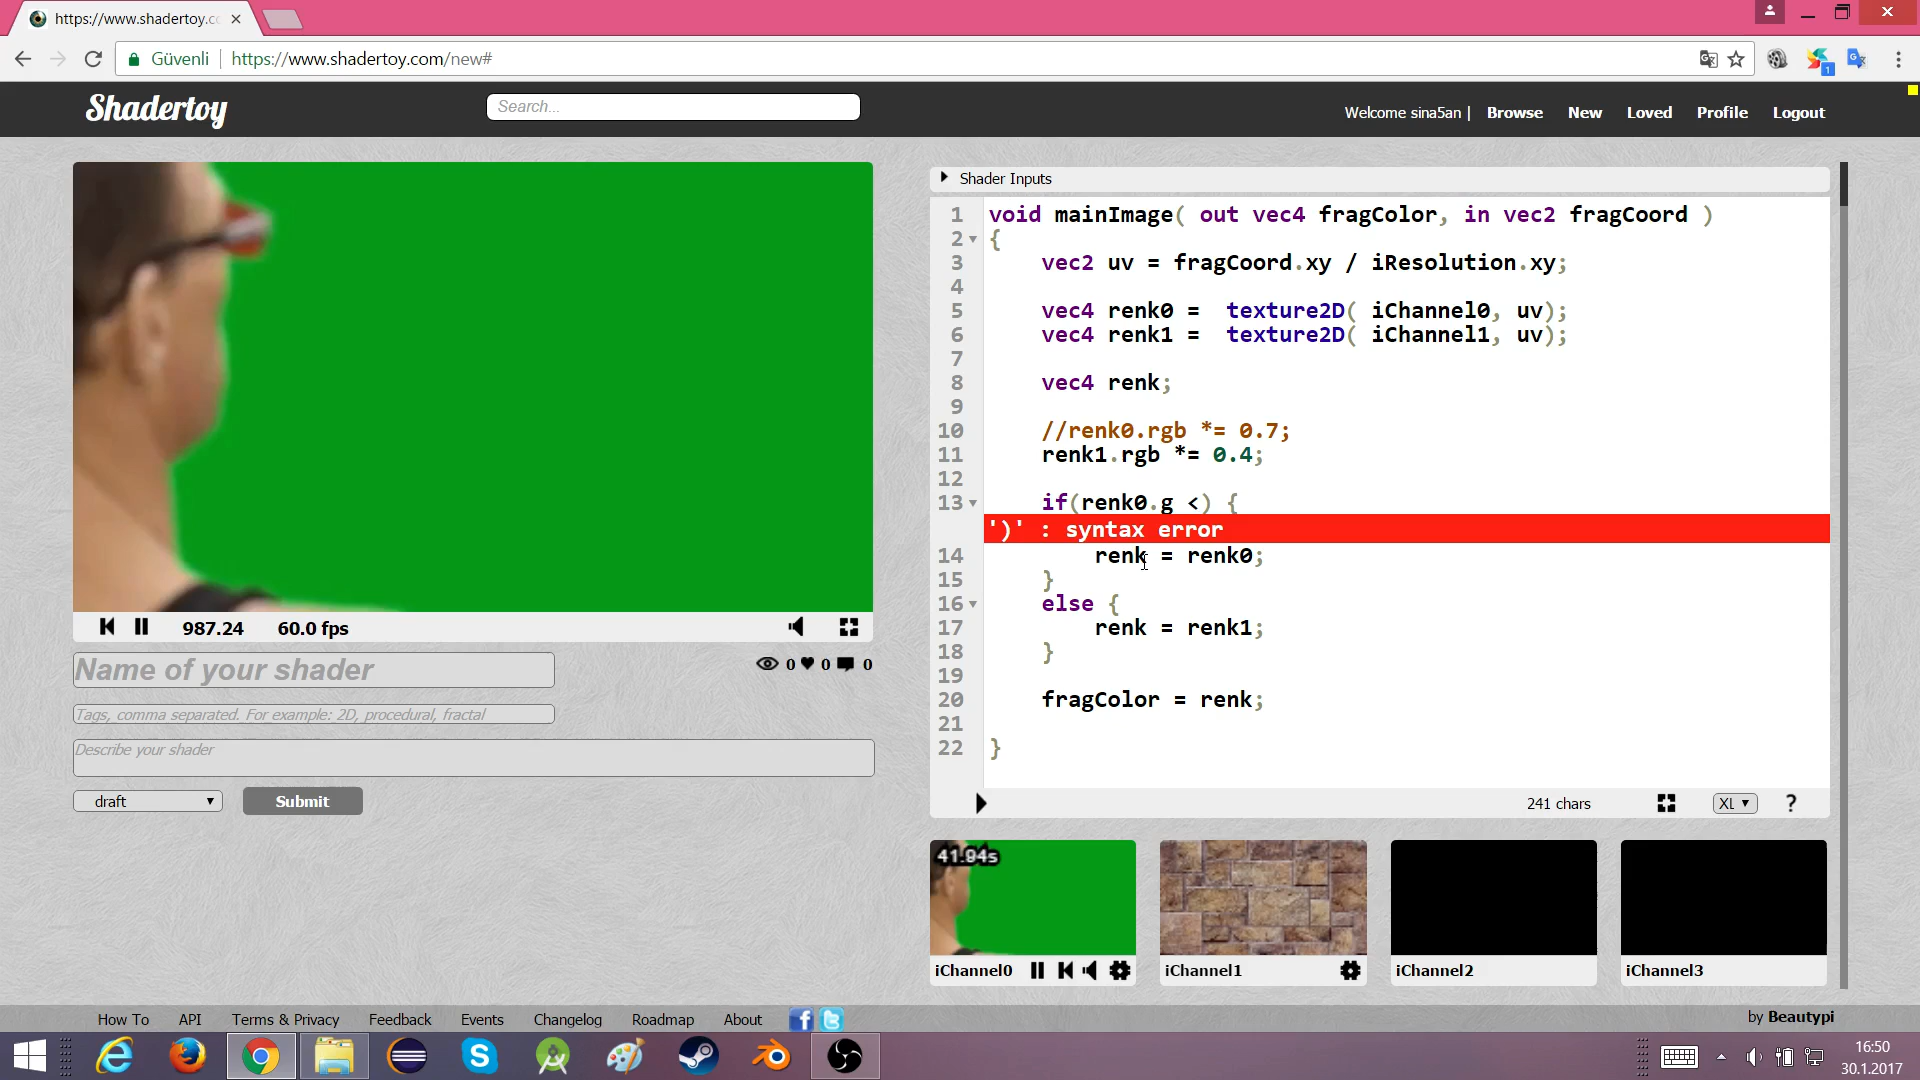 https://www.shadertoy.co
Güvenli
https://www.shadertoy.com/new#
1
Shadertoy
Search...
Welcome sina5an |
Browse
New
Loved
Profile
Logout
987.24
60.0 fps
Name of your shader
0
0
0
Tags, comma separated. For example: 2D, procedural, fractal
Describe your shader
draft
Submit
Shader Inputs
1 void mainImage( out vec4 fragColor, in vec2 fragCoord )
2 {
3 vec2 uv = fragCoord.xy / iResolution.xy;
4
5 vec4 renk0 =  texture2D( iChannel0, uv);
6 vec4 renk1 =  texture2D( iChannel1, uv);
7
8 vec4 renk;
9
10 //renk0.rgb *= 0.7;
11 renk1.rgb *= 0.4;
12
13 if(renk0.g <) {
')' : syntax error
14 renk = renk0;
15 }
16 else {
17 renk = renk1;
18 }
19
20 fragColor = renk;
21
22 }
241 chars
XL
?
41.94s
iChannel0
iChannel1
iChannel2
iChannel3
How To
API
Terms & Privacy
Feedback
Events
Changelog
Roadmap
About
by Beautypi
16:50
30.1.2017